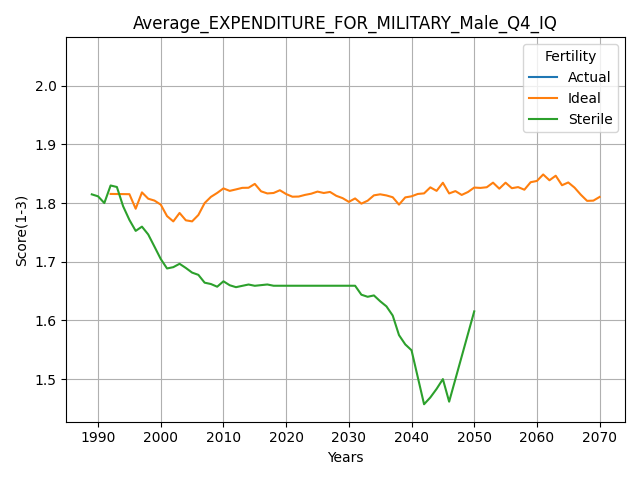 Average_EXPENDITURE_FOR_MILITARY_Male_Q4_IQ
Fertility
Actual
Ideal
Sterile
Score(1-3)
2.0
1.9
1.8
1.7
1.6
1.5
1990 2000 2010 2020 2030 2040 2050 2060 2070
Years